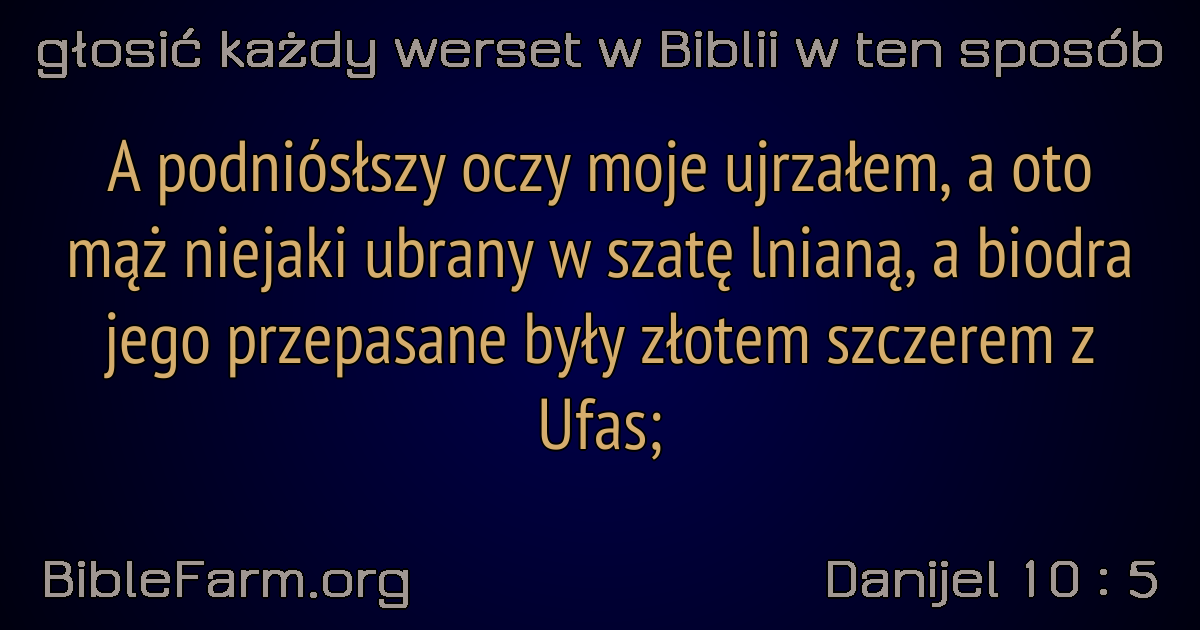 głosić każdy werset w Biblii w ten sposób
A podniósłszy oczy moje ujrzałem, a oto
mąż niejaki ubrany w szatę lnianą, a biodra
jego przepasane były złotem szczerem z
Ufas;
BibleFarm.org
Danijel 10 : 5